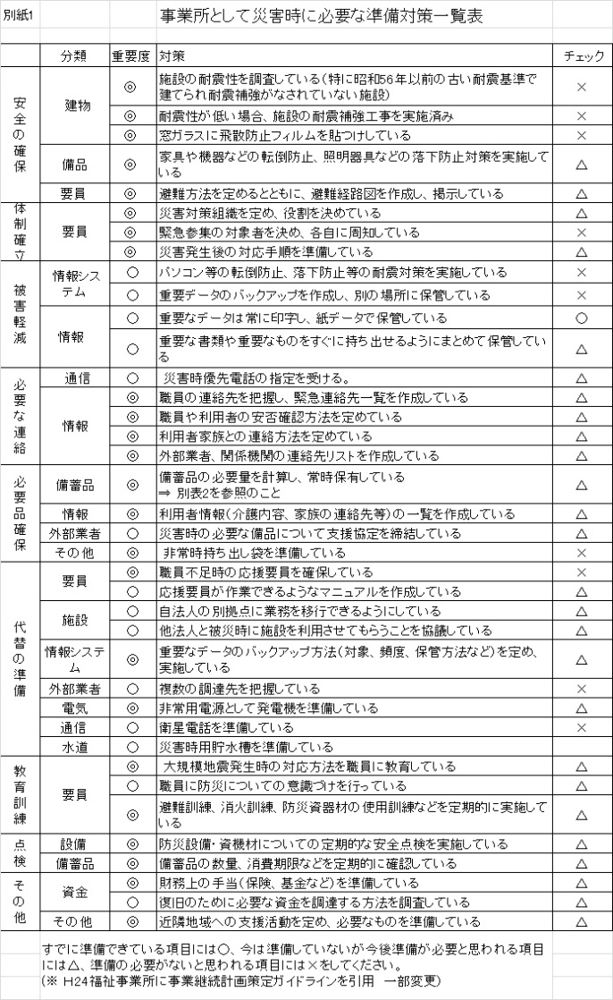 別紙1 事業所として災害時に必要な準備対策一覧表
分類 重要度 対策 チェック
安全の確保 建物 ◎ 施設の耐震性を調査している(特に昭和56年以前の古い耐震基準で
建てられ耐震補強がなされていない施設) ×
◎ 耐震性が低い場合、施設の耐震補強工事を実施済み ×
◎ 窓ガラスに飛散防止フィルムを貼つけしている ×
備品 ◎ 家具や機器などの転倒防止、照明器具などの落下防止対策を実施して
いる △
要員 ◎ 避難方法を定めるとともに、避難経路図を作成し、掲示している △
体制確立 要員 ◎ 災害対策組織を定め、役割を決めている △
◎ 緊急参集の対象者を決め、各自に周知している ×
◎ 災害発生後の対応手順を準備している △
被害軽減 情報シス
テム ○ パソコン等の転倒防止、落下防止等の耐震対策を実施している ×
○ 重要データのバックアップを作成し、別の場所に保管している ×
情報 ○ 重要なデータは常に印字し、紙データで保管している ○
○ 重要な書類や重要なものをすぐに持ち出せるようにまとめて保管してい
る △
必要な連絡 通信 ○ 災害時優先電話の指定を受ける。 △
情報 ◎ 職員の連絡先を把握し、緊急連絡先一覧を作成している △
◎ 職員や利用者の安否確認方法を定めている △
◎ 利用者家族との連絡方法を定めている △
◎ 外部業者、関係機関の連絡先リストを作成している △
必要品確保 備蓄品 ◎ 備蓄品の必要量を計算し、常時保有している
⇒ 別表2を参照のこと △
情報 ◎ 利用者情報(介護内容、家族の連絡先等)の一覧を作成している △
外部業者 ○ 災害時の必要な備品について支援協定を締結している △
その他 ◎ 非常時持ち出し袋を準備している ×
代替の準備 要員 ◎ 職員不足時の応援要員を確保している ×
○ 応援要員が作業できるようなマニュアルを作成している △
施設 ○ 自法人の別拠点に業務を移行できるようにしている △
○ 他法人と被災時に施設を利用させてもらうことを協議している △
情報システ
ム ◎ 重要なデータのバックアップ方法(対象、頻度、保管方法など)を定め、
実施している △
外部業者 ○ 複数の調達先を把握している ×
電気 ◎ 非常用電源として発電機を準備している △
通信 ○ 衛星電話を準備している ×
水道 ○ 災害時用貯水槽を準備している
教育訓練 要員 ◎ 大規模地震発生時の対応方法を職員に教育している △
○ 職員に防災についての意識づけを行っている △
◎ 避難訓練、消火訓練、防災資器材の使用訓練などを定期的に実施して
いる △
点検 設備 ◎ 防災設備・資機材についての定期的な安全点検を実施している △
備蓄品 ◎ 備蓄品の数量、消費期限などを定期的に確認している △
その他 資金 ◎ 財務上の手当(保険、基金など)を準備している △
○ 復旧のために必要な資金を調達する方法を調査している △
その他 ◎ 近隣地域への支援活動を定め、必要なものを準備している △
すでに準備できている項目には○、今は準備していないが今後準備が必要と思われる項目
には△、準備の必要がないと思われる項目には×をしてください。
(※ H24福祉事業所に事業継続計画策定ガイドラインを引用 一部変更)